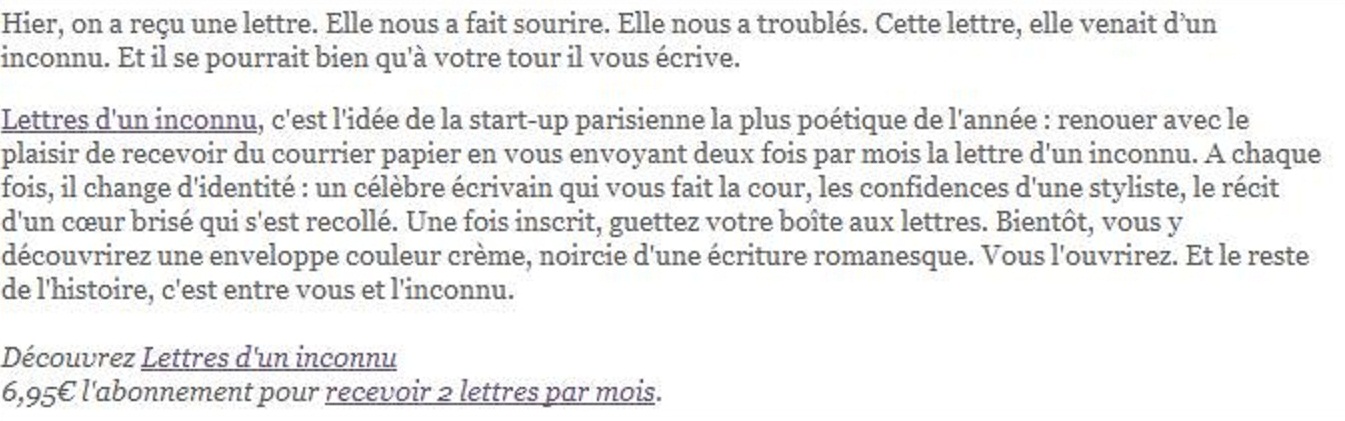 Hier, on a reçu une lettre. Elle nous a fait sourire. Elle nous a troublés. Cette lettre, elle venait d’un
inconnu. Et il se pourrait bien qu'à votre tour il vous écrive.
Lettres d'un inconnu, c'est l'idée de la start-up parisienne la plus poétique de l'année : renouer avec le
plaisir de recevoir du courrier papier en vous envoyant deux fois par mois la lettre d'un inconnu. A chaque
fois, il change d'identité : un célèbre écrivain qui vous fait la cour, les confidences d'une styliste, le récit
d'un cœur brisé qui s'est recollé. Une fois inscrit, guettez votre boîte aux lettres. Bientôt, vous y
découvrirez une enveloppe couleur crème, noircie d'une écriture romanesque. Vous l'ouvrirez. Et le reste
de l'histoire, c'est entre vous et l'inconnu.
Découvrez Lettres d'un inconnu
6,95€ l'abonnement pour recevoir 2 lettres par mois.